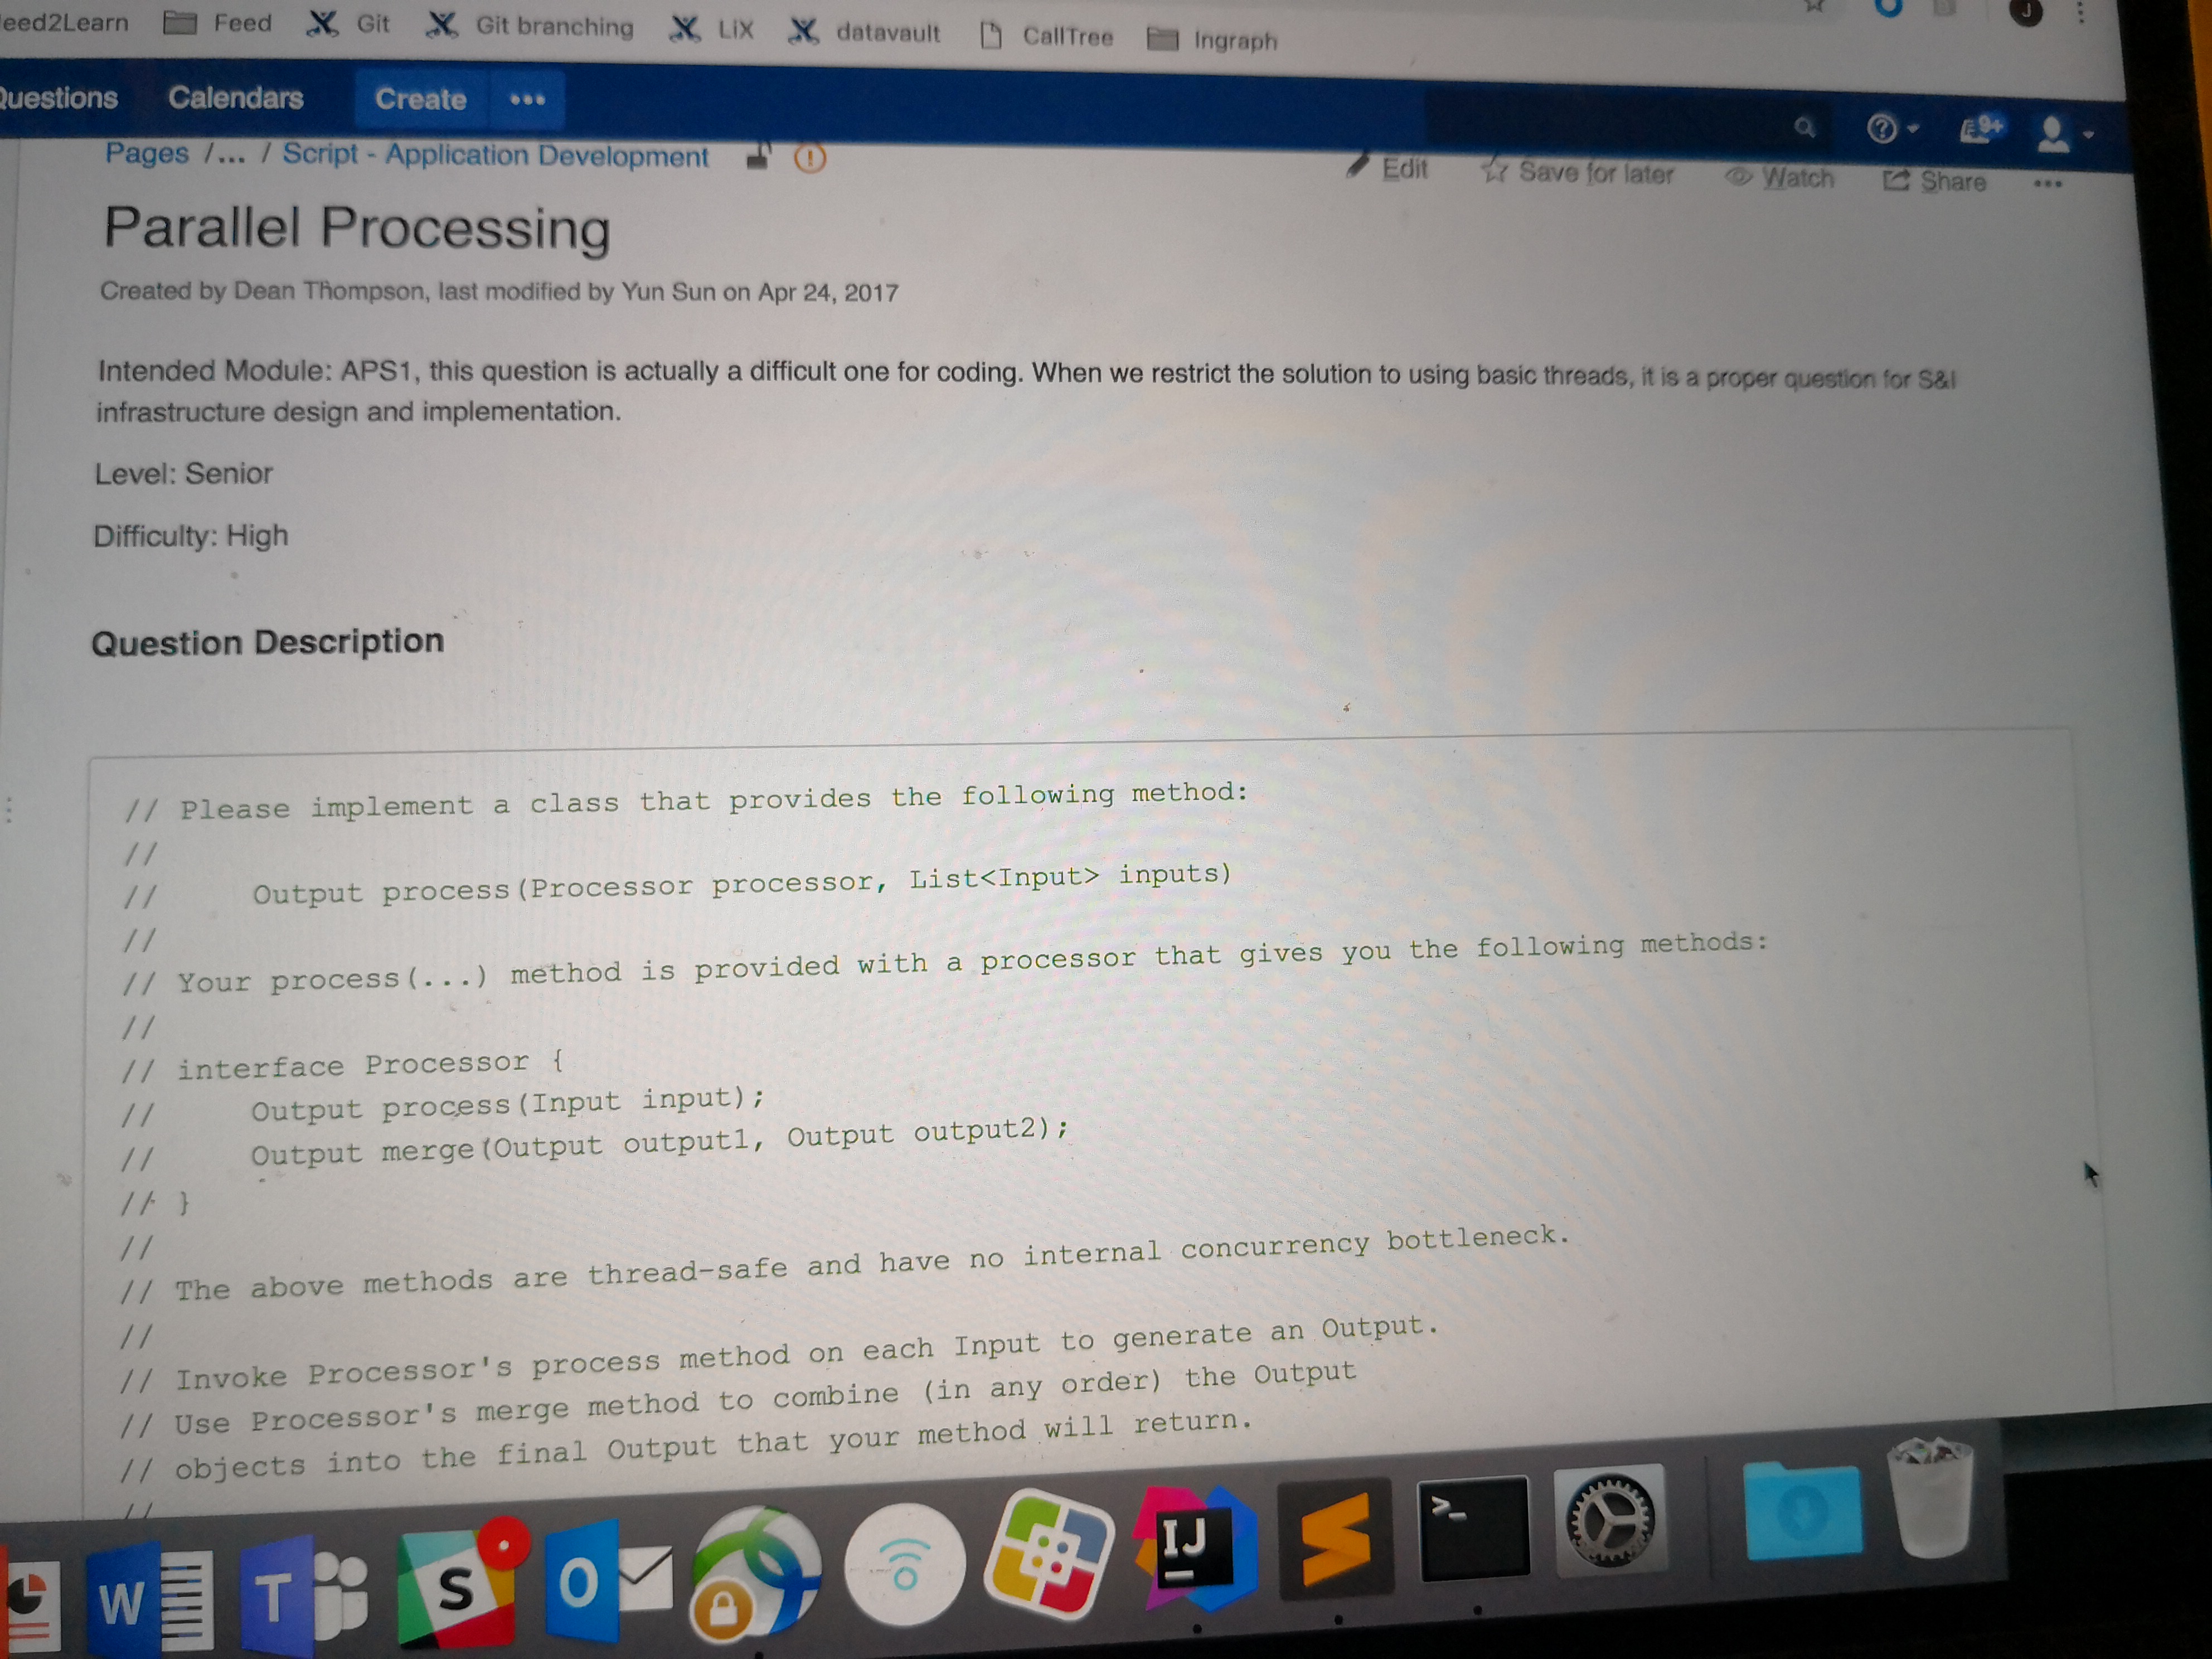 eed2Learn Feed Git Git branching LiX datavault CallTree Ingraph
J
Questions Calendars Create ••• 9+
Pages /... / Script - Application Development
Edit Save for later Watch Share •••
Parallel Processing
Created by Dean Thompson, last modified by Yun Sun on Apr 24, 2017
Intended Module: APS1, this question is actually a difficult one for coding. When we restrict the solution to using basic threads, it is a proper question for S&I
infrastructure design and implementation.
Level: Senior
Difficulty: High
Question Description
// Please implement a class that provides the following method:
//
// Output process(Processor processor, List<Input> inputs)
//
// Your process(...) method is provided with a processor that gives you the following methods:
//
// interface Processor {
// Output process(Input input);
// Output merge(Output output1, Output output2);
// }
//
// The above methods are thread-safe and have no internal concurrency bottleneck.
//
// Invoke Processor's process method on each Input to generate an Output.
// Use Processor's merge method to combine (in any order) the Output
// objects into the final Output that your method will return.
//
W T S O IJ >_